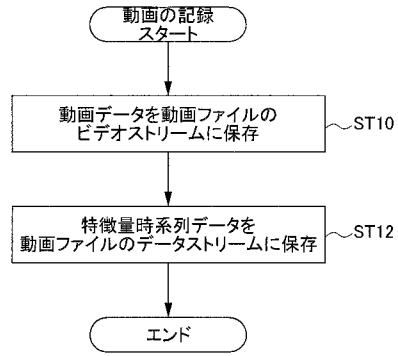 動画の記録
スタート
動画データを動画ファイルの
ビデオストリームに保存
ST10
特徴量時系列データを
動画ファイルのデータストリームに保存
ST12
エンド